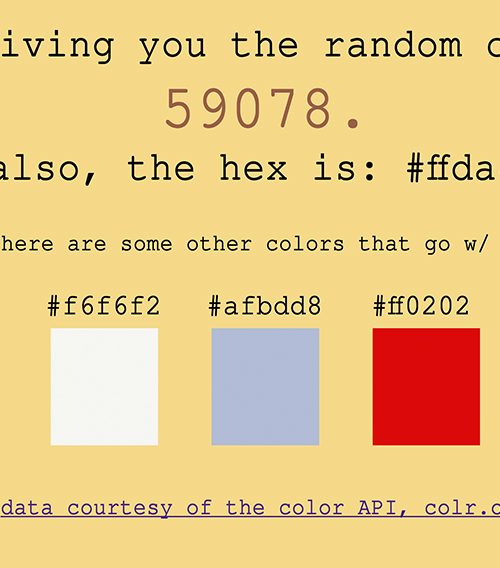 iving you the random c
59078.
also, the hex is: #ffda
here are some other colors that go w/
#f6f6f2 #afbdd8 #ff0202
data courtesy of the color API, colr.o